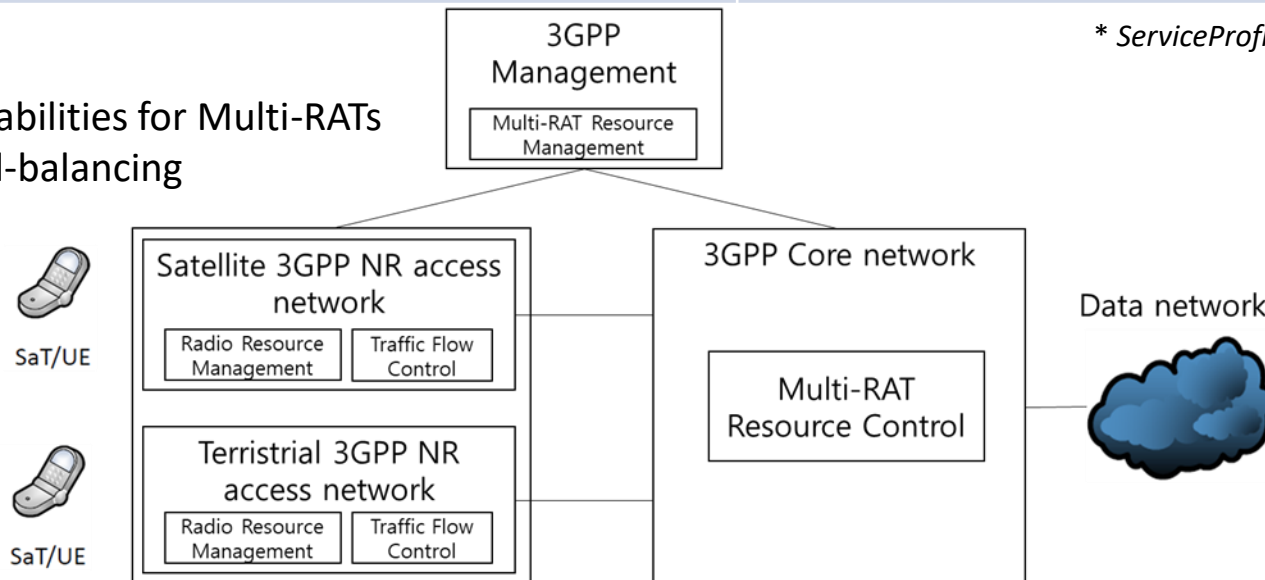 3GPP
Management
* ServiceProfi
abilities for Multi-RATs
l-balancing
Multi-RAT Resource
Management
Satellite 3GPP NR access
network
Radio Resource
Management
Traffic Flow
Control
SaT/UE
Terristrial 3GPP NR
access network
Radio Resource
Management
Traffic Flow
Control
SaT/UE
3GPP Core network
Multi-RAT
Resource Control
Data network